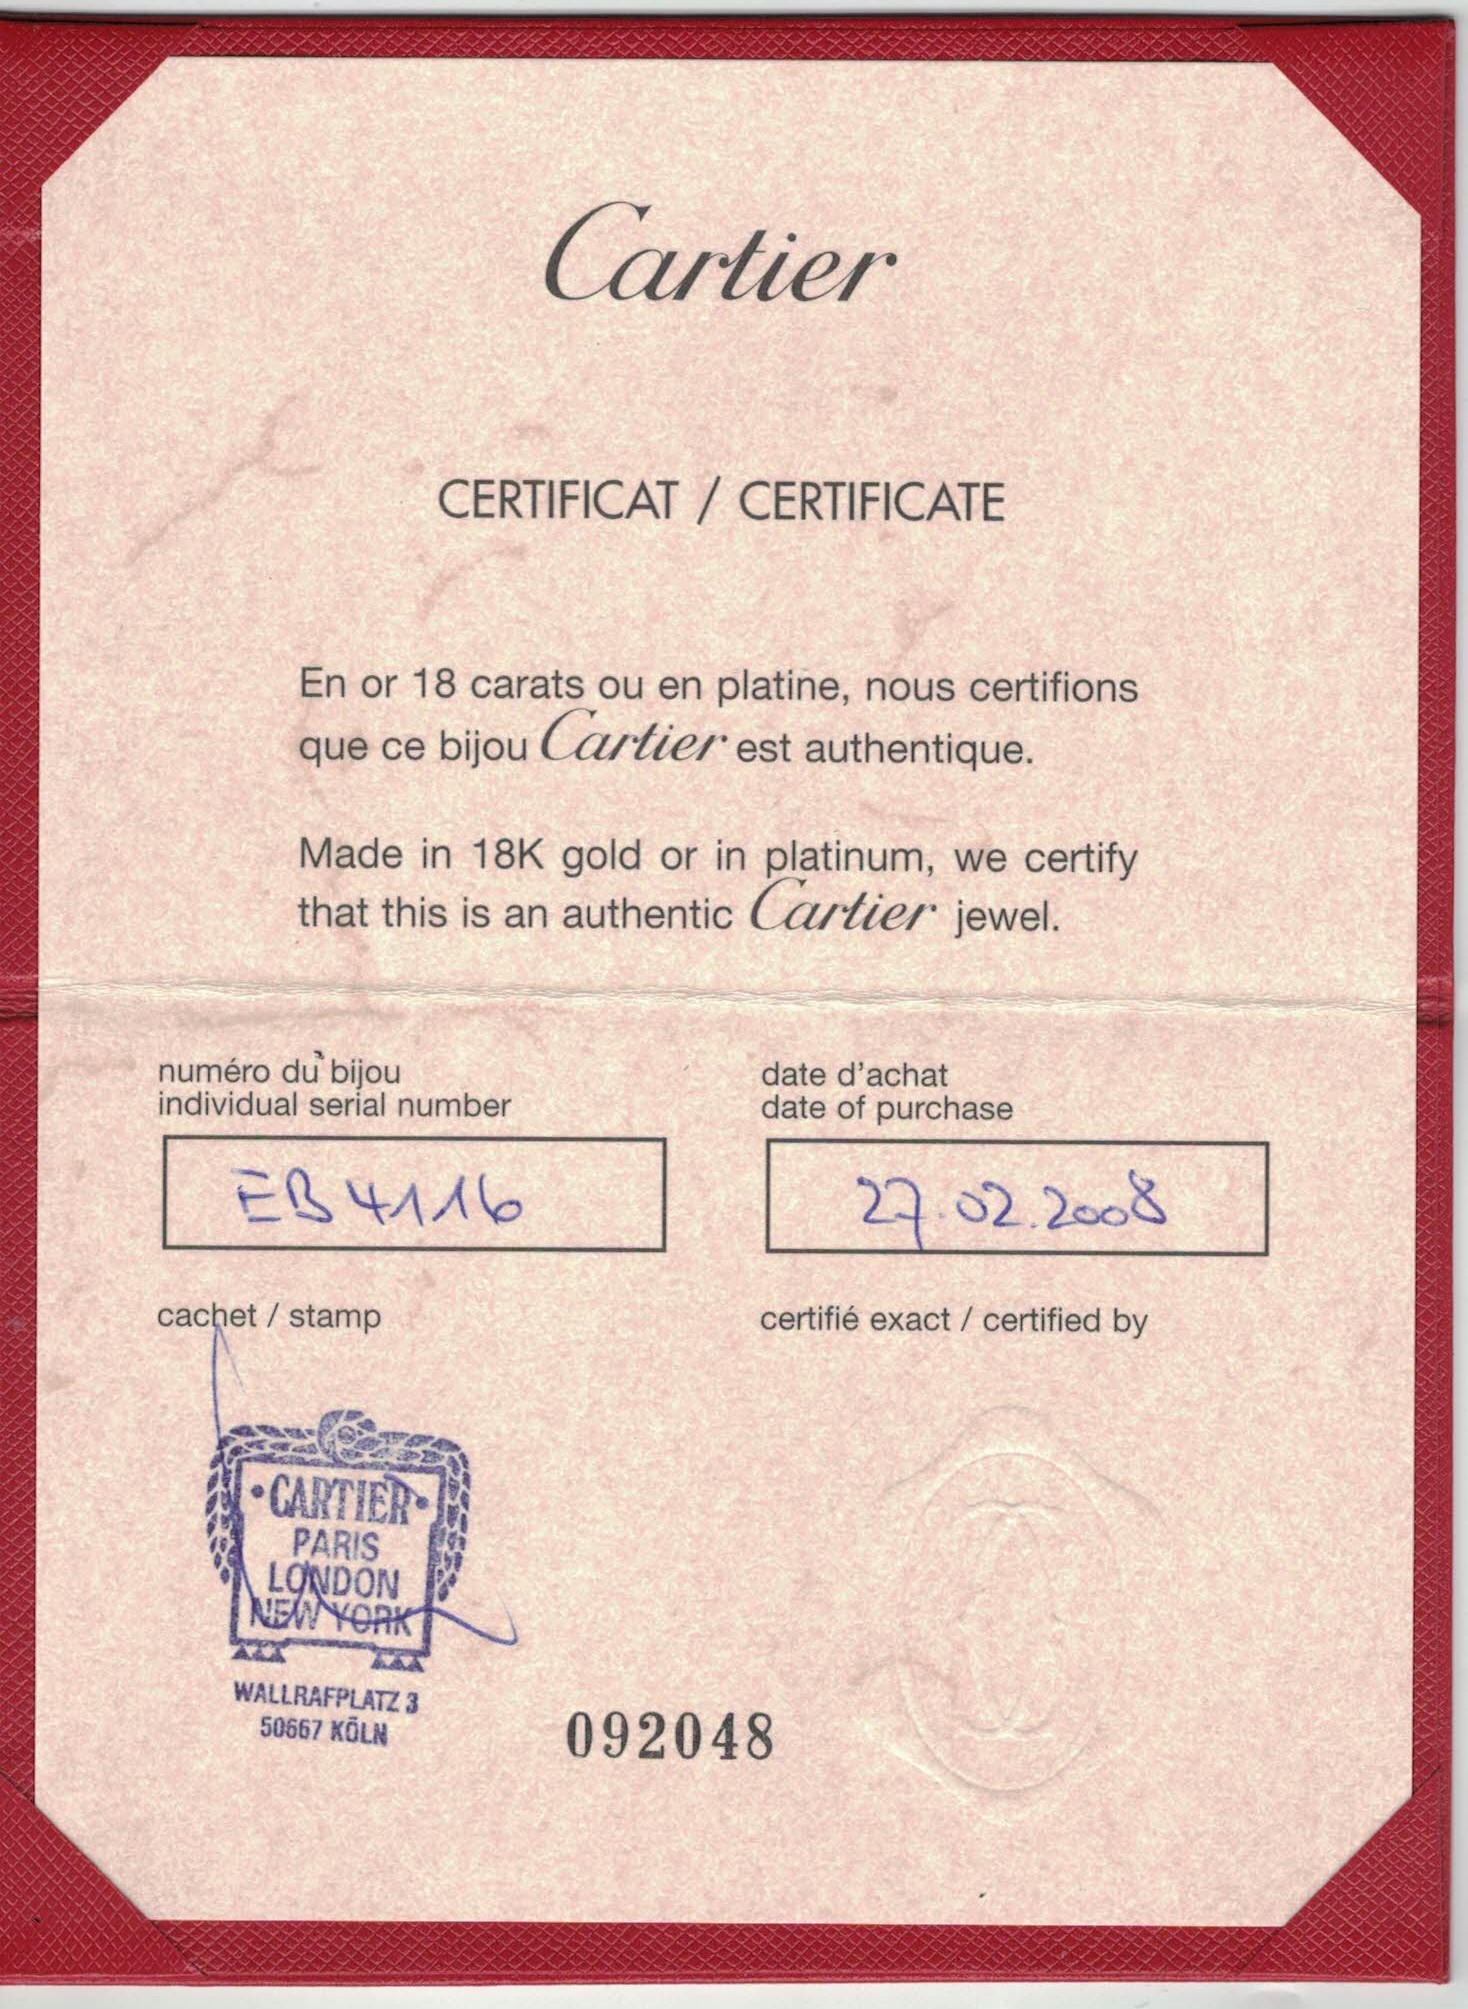 Cartier
CERTIFICAT / CERTIFICATE
En or 18 carats ou en platine, nous certifions
que ce bijou Cartier est authentique.
Made in 18K gold or in platinum, we certify
that this is an authentic Cartier jewel.
numéro du bijou
individual serial number
EB4116
date d'achat
date of purchase
27.02.2008
cachet / stamp
certifié exact / certified by
CARTIER
PARIS
LONDON
NEW YORK
WALLRAFPLATZ 3
50667 KÖLN
092048